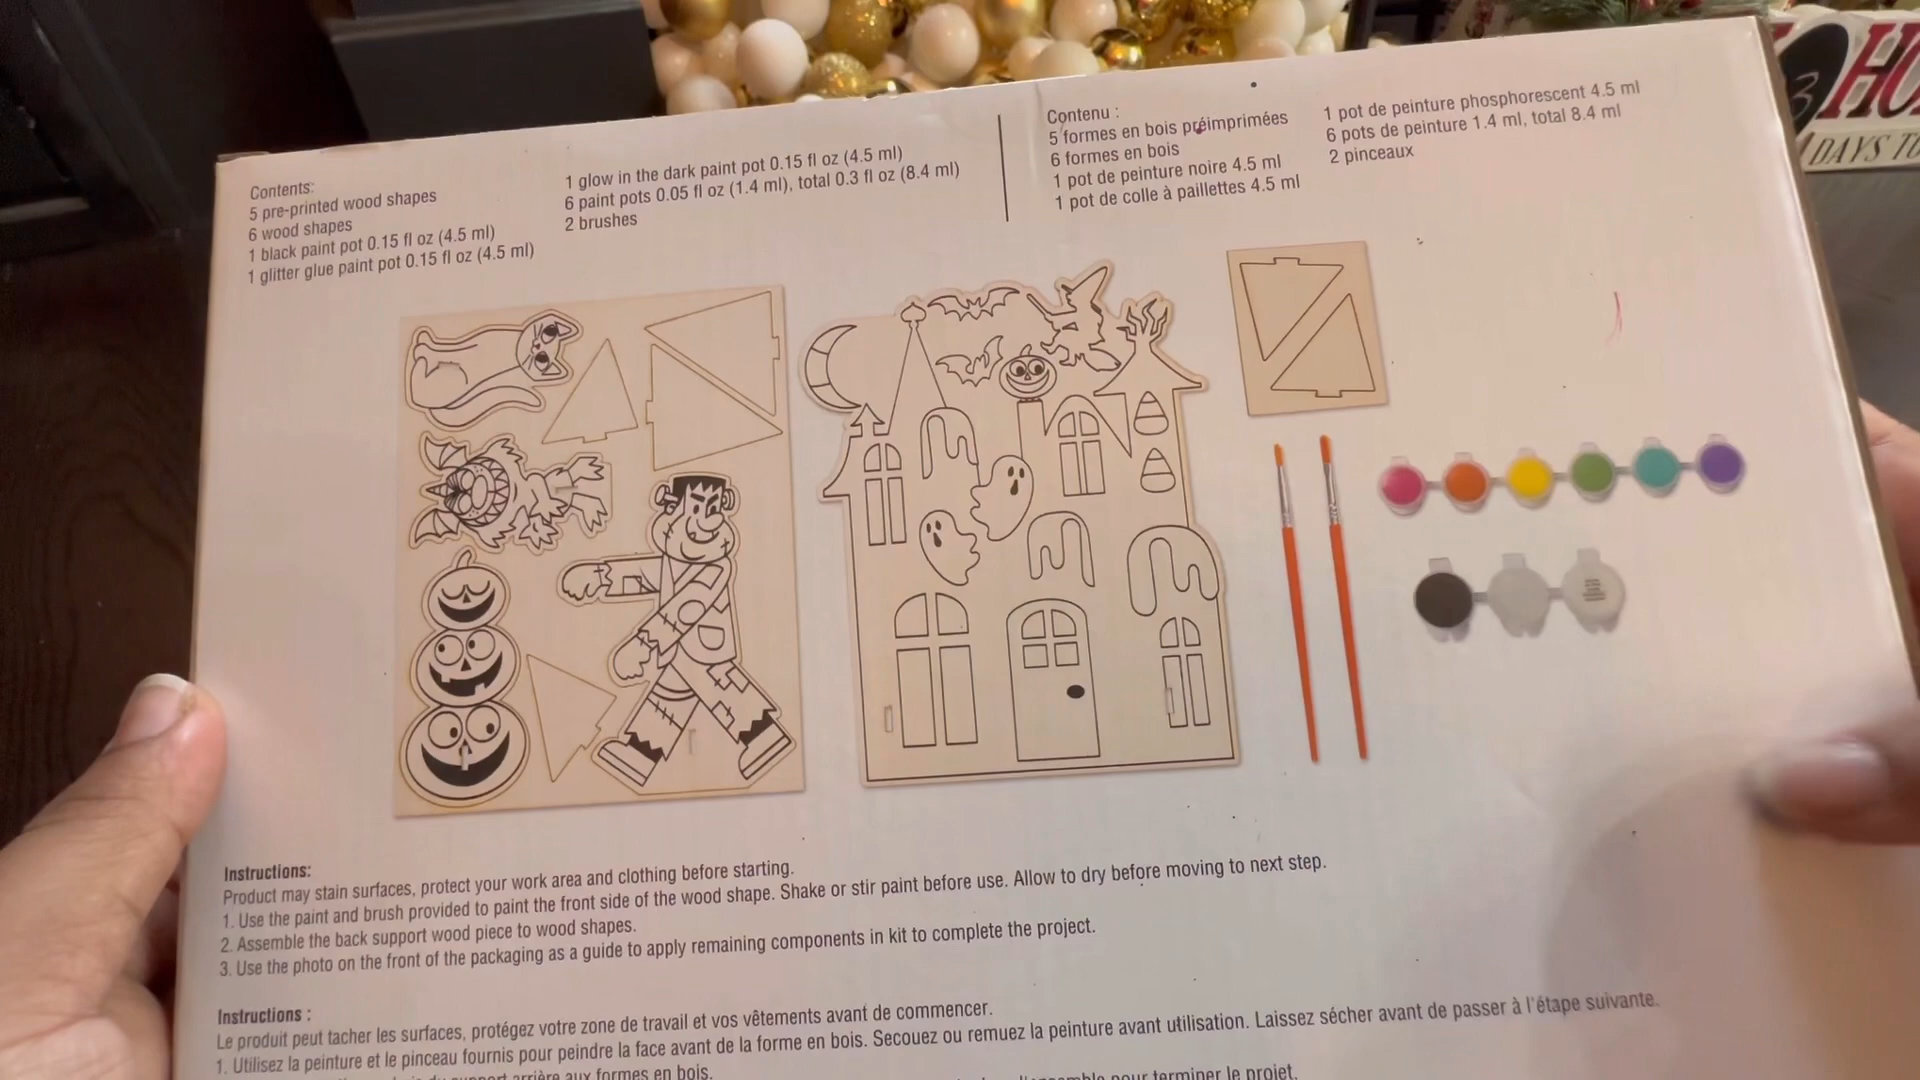 Contents:
5 pre-printed wood shapes
6 wood shapes
1 black paint pot 0.15 fl oz (4.5 ml)
1 glitter glue paint pot 0.15 fl oz (4.5 ml)
1 glow in the dark paint pot 0.15 fl oz (4.5 ml)
6 paint pots 0.05 fl oz (1.4 ml), total 0.3 fl oz (8.4 ml)
2 brushes
Contenu :
5 formes en bois préimprimées
6 formes en bois
1 pot de peinture noire 4.5 ml
1 pot de colle à paillettes 4.5 ml
1 pot de peinture phosphorescent 4.5 ml
6 pots de peinture 1.4 ml, total 8.4 ml
2 pinceaux
3
HO
DAYS TO
Instructions:
Product may stain surfaces, protect your work area and clothing before starting.
1. Use the paint and brush provided to paint the front side of the wood shape. Shake or stir paint before use. Allow to dry before moving to next step.
2. Assemble the back support wood piece to wood shapes.
3. Use the photo on the front of the packaging as a guide to apply remaining components in kit to complete the project.
Instructions :
Le produit peut tacher les surfaces, protégez votre zone de travail et vos vêtements avant de commencer.
1. Utilisez la peinture et le pinceau fournis pour peindre la face avant de la forme en bois. Secouez ou remuez la peinture avant utilisation. Laissez sécher avant de passer à l'étape suivante.
arrière aux formes en bois.
pour terminer le projet.